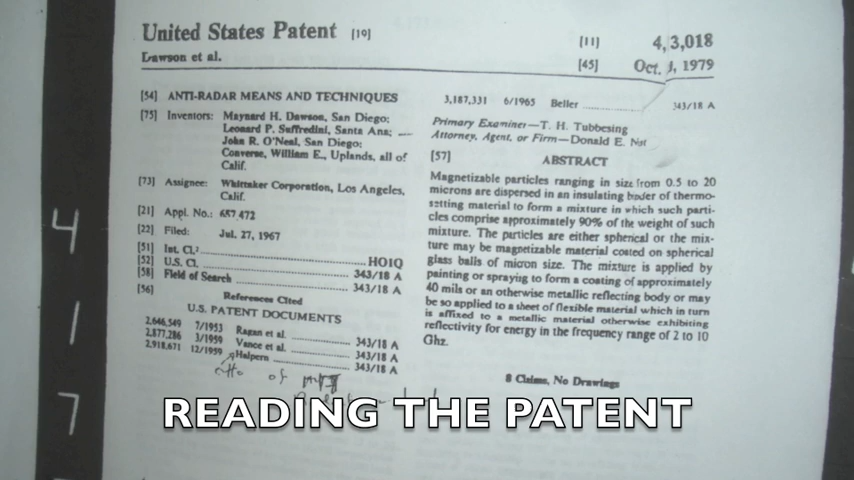 United States Patent [19]
Lawson et al.
[11] 4,3,018
[45] Oct. 1, 1979
[54] ANTI-RADAR MEANS AND TECHNIQUES
[75] Inventors: Maynard H. Dawson, San Diego;
Leonard P. Suffredini, Santa Ana;
John R. O'Neal, San Diego;
Converse, William E., Uplands, all of
Calif.
[73] Assignee: Whittaker Corporation, Los Angeles,
Calif.
[21] Appl. No.: 657,472
[22] Filed: Jul. 27, 1967
[51] Int. Cl.² HO1Q
[52] U.S. Cl. 343/18 A
[58] Field of Search 343/18 A
[56] References Cited
U.S. PATENT DOCUMENTS
2,646,549 7/1953 Ragan et al. 343/18 A
2,877,286 3/1959 Vance et al. 343/18 A
2,918,671 12/1959 Halpern 343/18 A
of MIT
3,187,331 6/1965 Beller 343/18 A
Primary Examiner—T. H. Tubbesing
Attorney, Agent, or Firm—Donald E. Nist
[57] ABSTRACT
Magnetizable particles ranging in size from 0.5 to 20
microns are dispersed in an insulating binder of thermo-
setting material to form a mixture in which such parti-
cles comprise approximately 90% of the weight of such
mixture. The particles are either spherical or the mix-
ture may be magnetizable material coated on spherical
glass balls of micron size. The mixture is applied by
painting or spraying to form a coating of approximately
40 mils or an otherwise metallic reflecting body or may
be so applied to a sheet of flexible material which in turn
is affixed to a metallic material otherwise exhibiting
reflectivity for energy in the frequency range of 2 to 10
Ghz.
8 Claims, No Drawings
4
1
7
READING THE PATENT